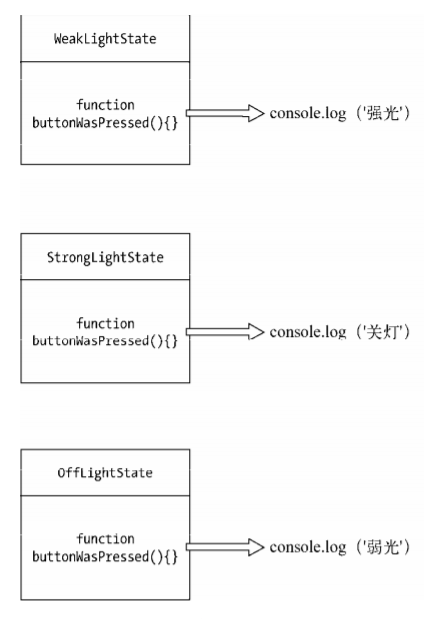 WeakLightState
function
buttonWasPressed(){}
console.log（'强光'）
StrongLightState
function
buttonWasPressed(){}
console.log（'关灯'）
OffLightState
function
buttonWasPressed(){}
console.log（'弱光'）